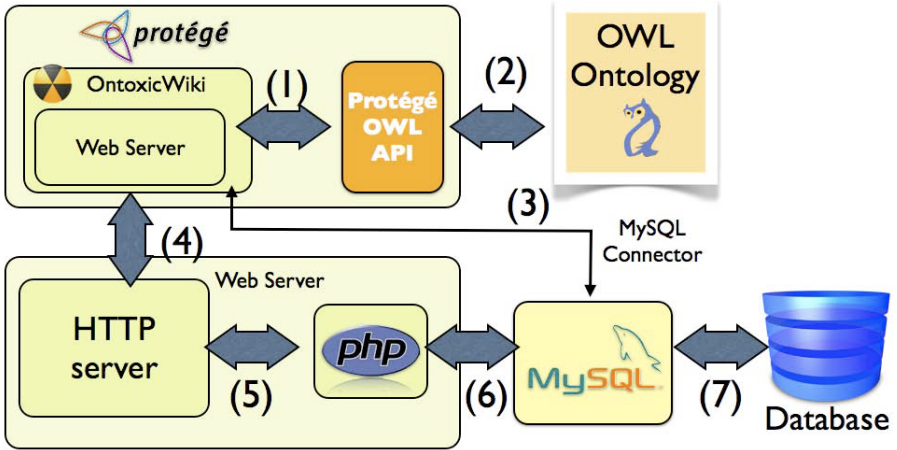 protégé
OWL
Ontology
OntoxicWiki
(1)
(2)
Protégé
OWL
API
Web Server
(3)
MySQL
Connector
(4)
Web Server
HTTP
server
php
MySQL
(5)
(6)
(7)
Database